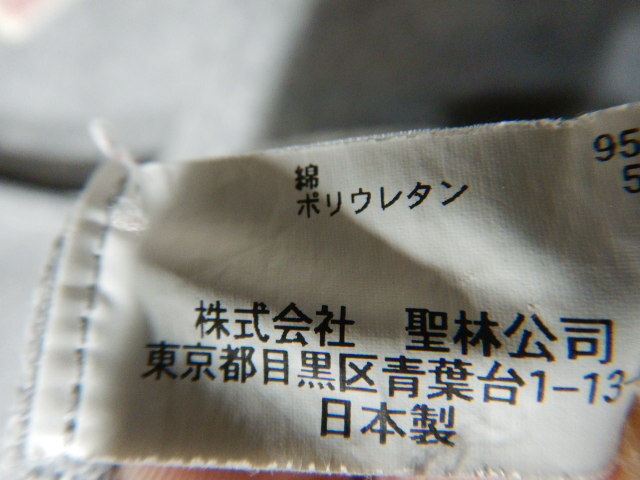 綿 95
ポリウレタン 5
株式会社 聖林公司
東京都目黒区青葉台1-13
日本製